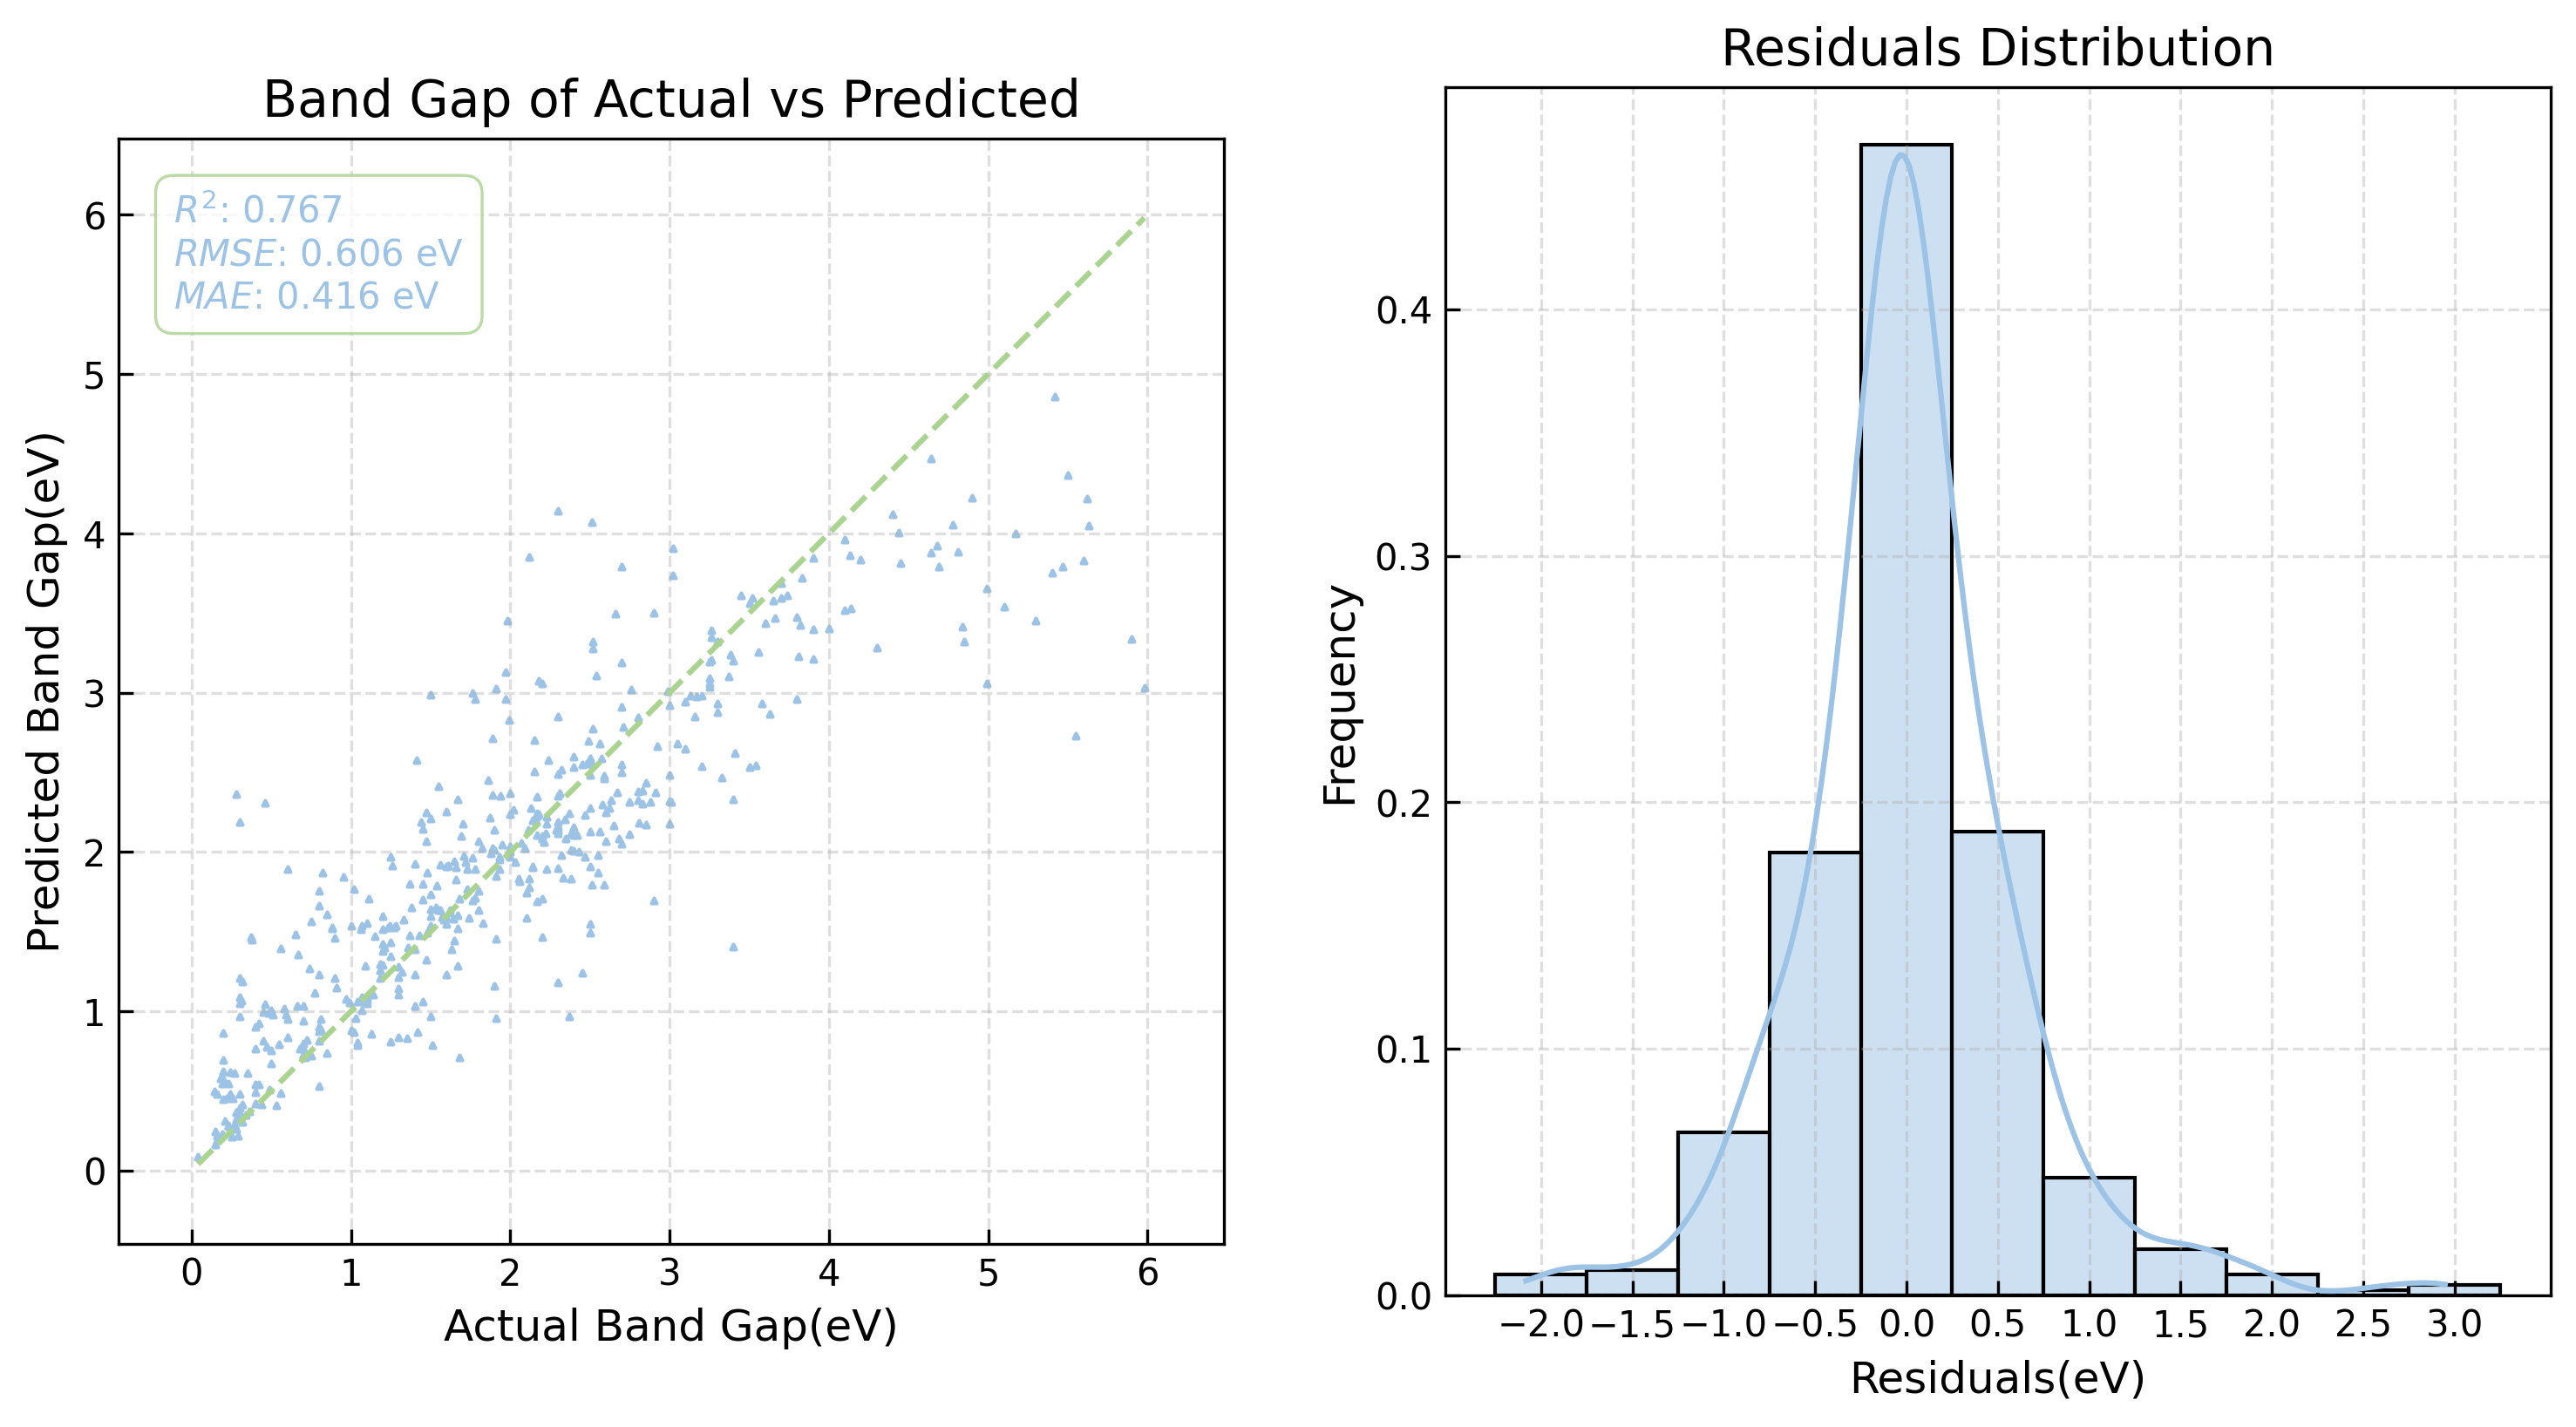 Band Gap of Actual vs Predicted
R²: 0.767
RMSE: 0.606 eV
MAE: 0.416 eV
6
5
4
3
2
1
0
Predicted Band Gap(eV)
0 1 2 3 4 5 6
Actual Band Gap(eV)
Residuals Distribution
0.4
0.3
0.2
0.1
0.0
Frequency
−2.0 −1.5 −1.0 −0.5 0.0 0.5 1.0 1.5 2.0 2.5 3.0
Residuals(eV)